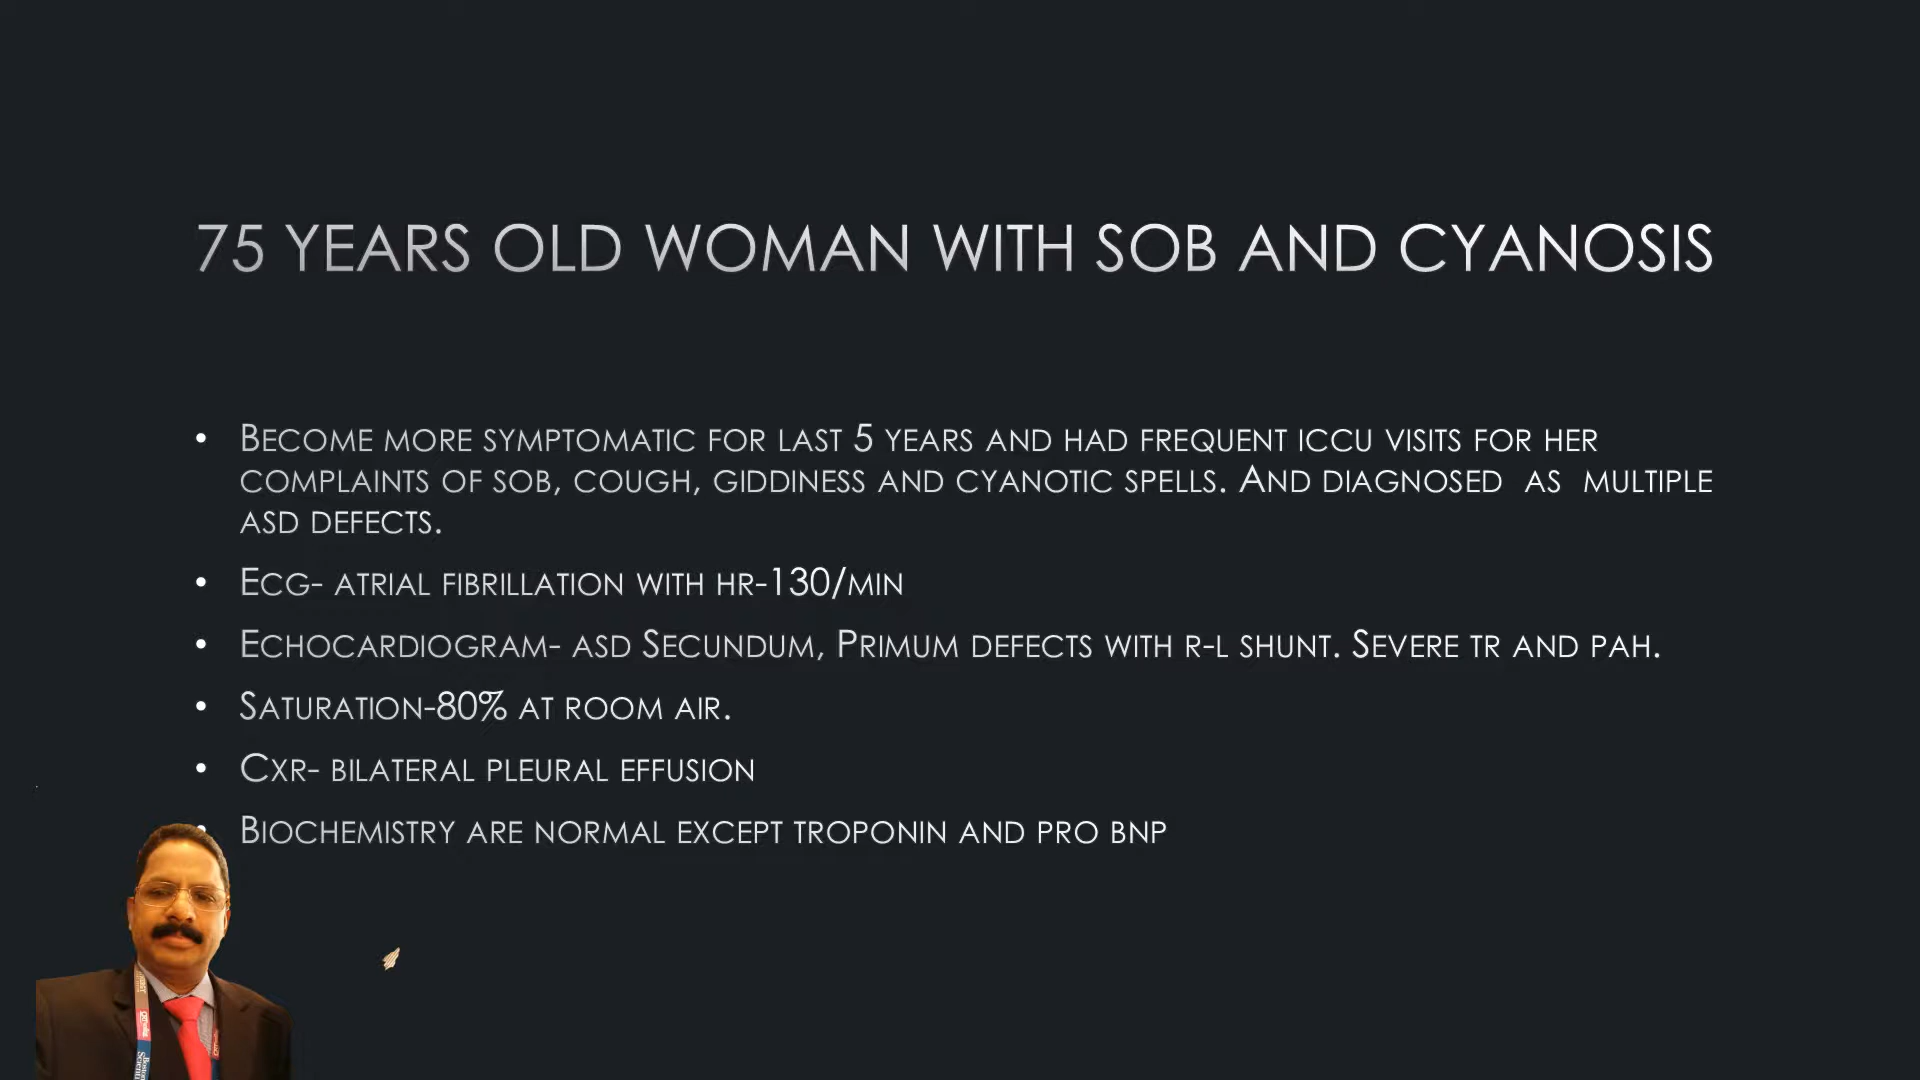 75 YEARS OLD WOMAN WITH SOB AND CYANOSIS
• BECOME MORE SYMPTOMATIC FOR LAST 5 YEARS AND HAD FREQUENT ICCU VISITS FOR HER
COMPLAINTS OF SOB, COUGH, GIDDINESS AND CYANOTIC SPELLS. AND DIAGNOSED AS MULTIPLE
ASD DEFECTS.
• ECG- ATRIAL FIBRILLATION WITH HR-130/MIN
• ECHOCARDIOGRAM- ASD SECUNDUM, PRIMUM DEFECTS WITH R-L SHUNT. SEVERE TR AND PAH.
• SATURATION-80% AT ROOM AIR.
• CXR- BILATERAL PLEURAL EFFUSION
• BIOCHEMISTRY ARE NORMAL EXCEPT TROPONIN AND PRO BNP